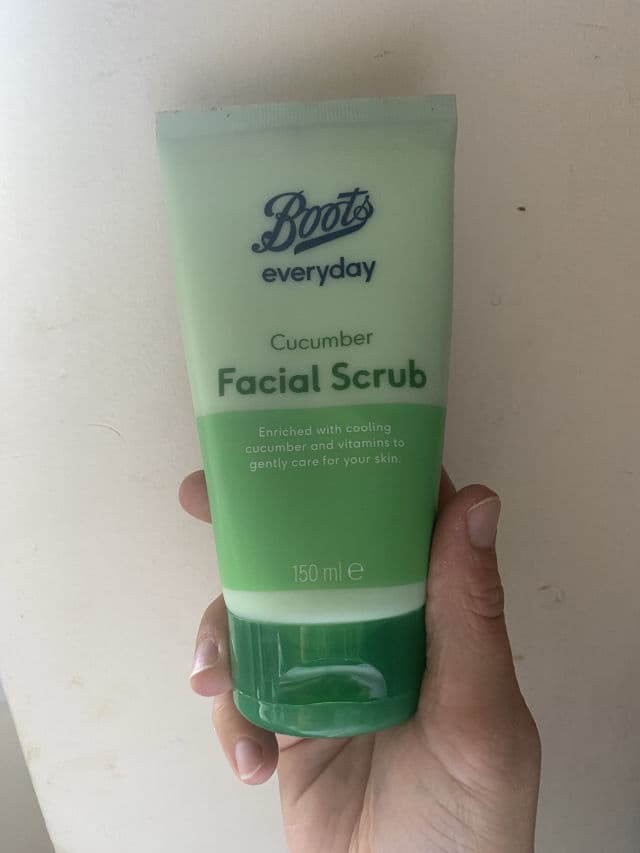 Boots
everyday
Cucumber
Facial Scrub
Enriched with cooling
cucumber and vitamins to
gently care for your skin.
150 ml ℮